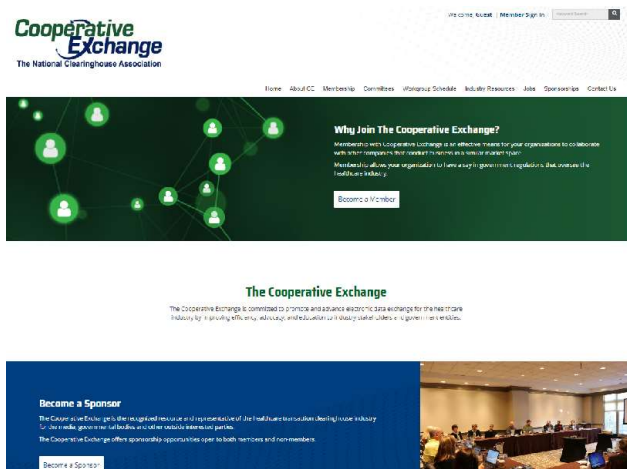 Cooperative
Exchange
The National Clearinghouse Association
Welcome, Guest | Member Sign In
Home About CE Membership Committees Workgroup Schedule Industry Resources Jobs Sponsorships Contact Us
Why Join The Cooperative Exchange?
Membership with Cooperative Exchange is an effective means for your organizations to collaborate
with other companies that conduct business in a similar market space.
Membership allows your organization to have a say in government regulations that oversee the
healthcare industry.
Become a Member
The Cooperative Exchange
The Cooperative Exchange is committed to promote and advance electronic data exchange for the healthcare
industry by improving efficiency, advocacy, and education to industry stakeholders and government entities.
Become a Sponsor
The Cooperative Exchange is the recognized resource and representative of the healthcare transaction clearinghouse industry
for the media, governmental bodies and other outside interested parties.
The Cooperative Exchange offers sponsorship opportunities open to both members and non-members.
Become a Sponsor